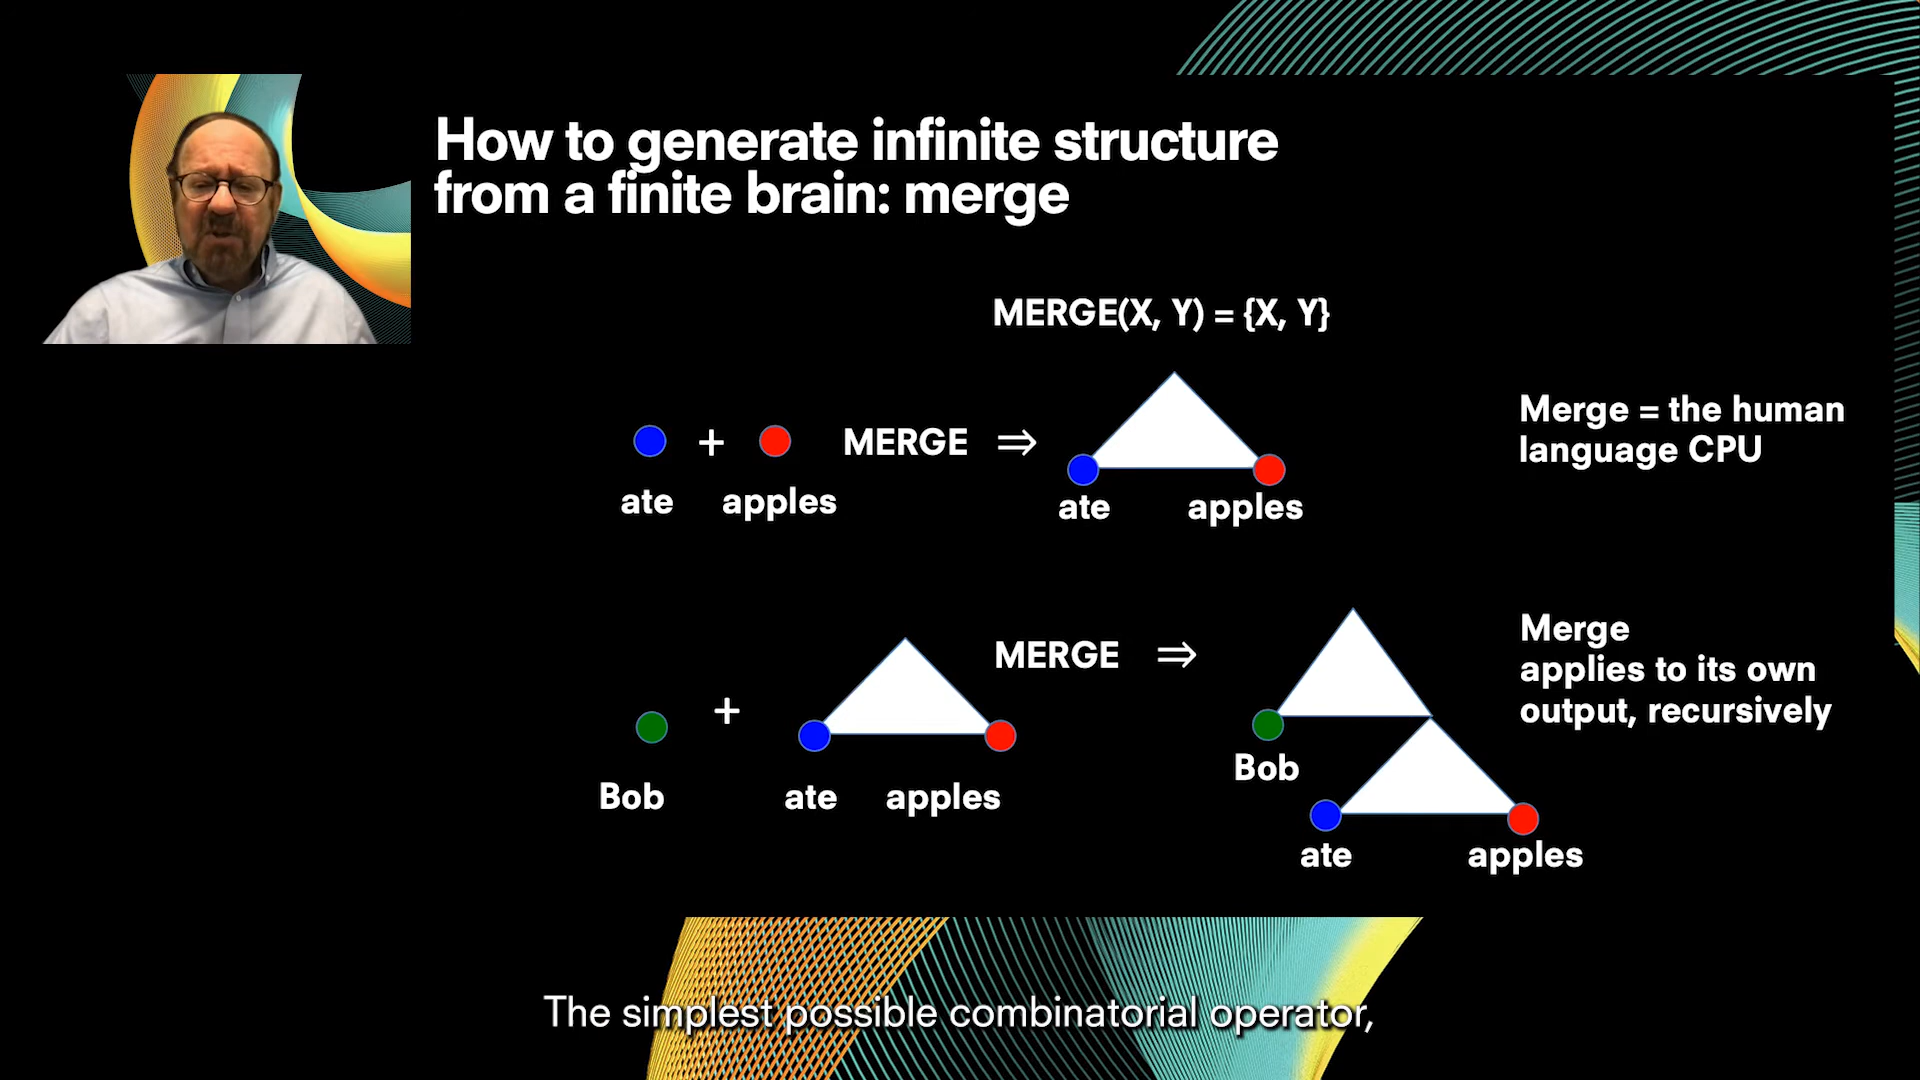 How to generate infinite structure
from a finite brain: merge
MERGE(X, Y) = {X, Y}
+ MERGE ⇒
ate apples
ate apples
Merge = the human
language CPU
+ MERGE ⇒
Bob ate apples
Bob
ate apples
Merge
applies to its own
output, recursively
The simplest possible combinatorial operator,